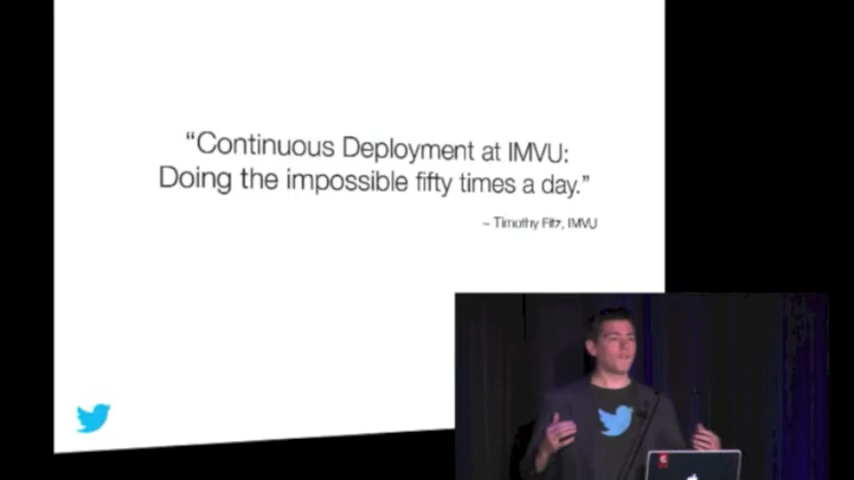 “Continuous Deployment at IMVU:
Doing the impossible fifty times a day.”
~ Timothy Fitz, IMVU